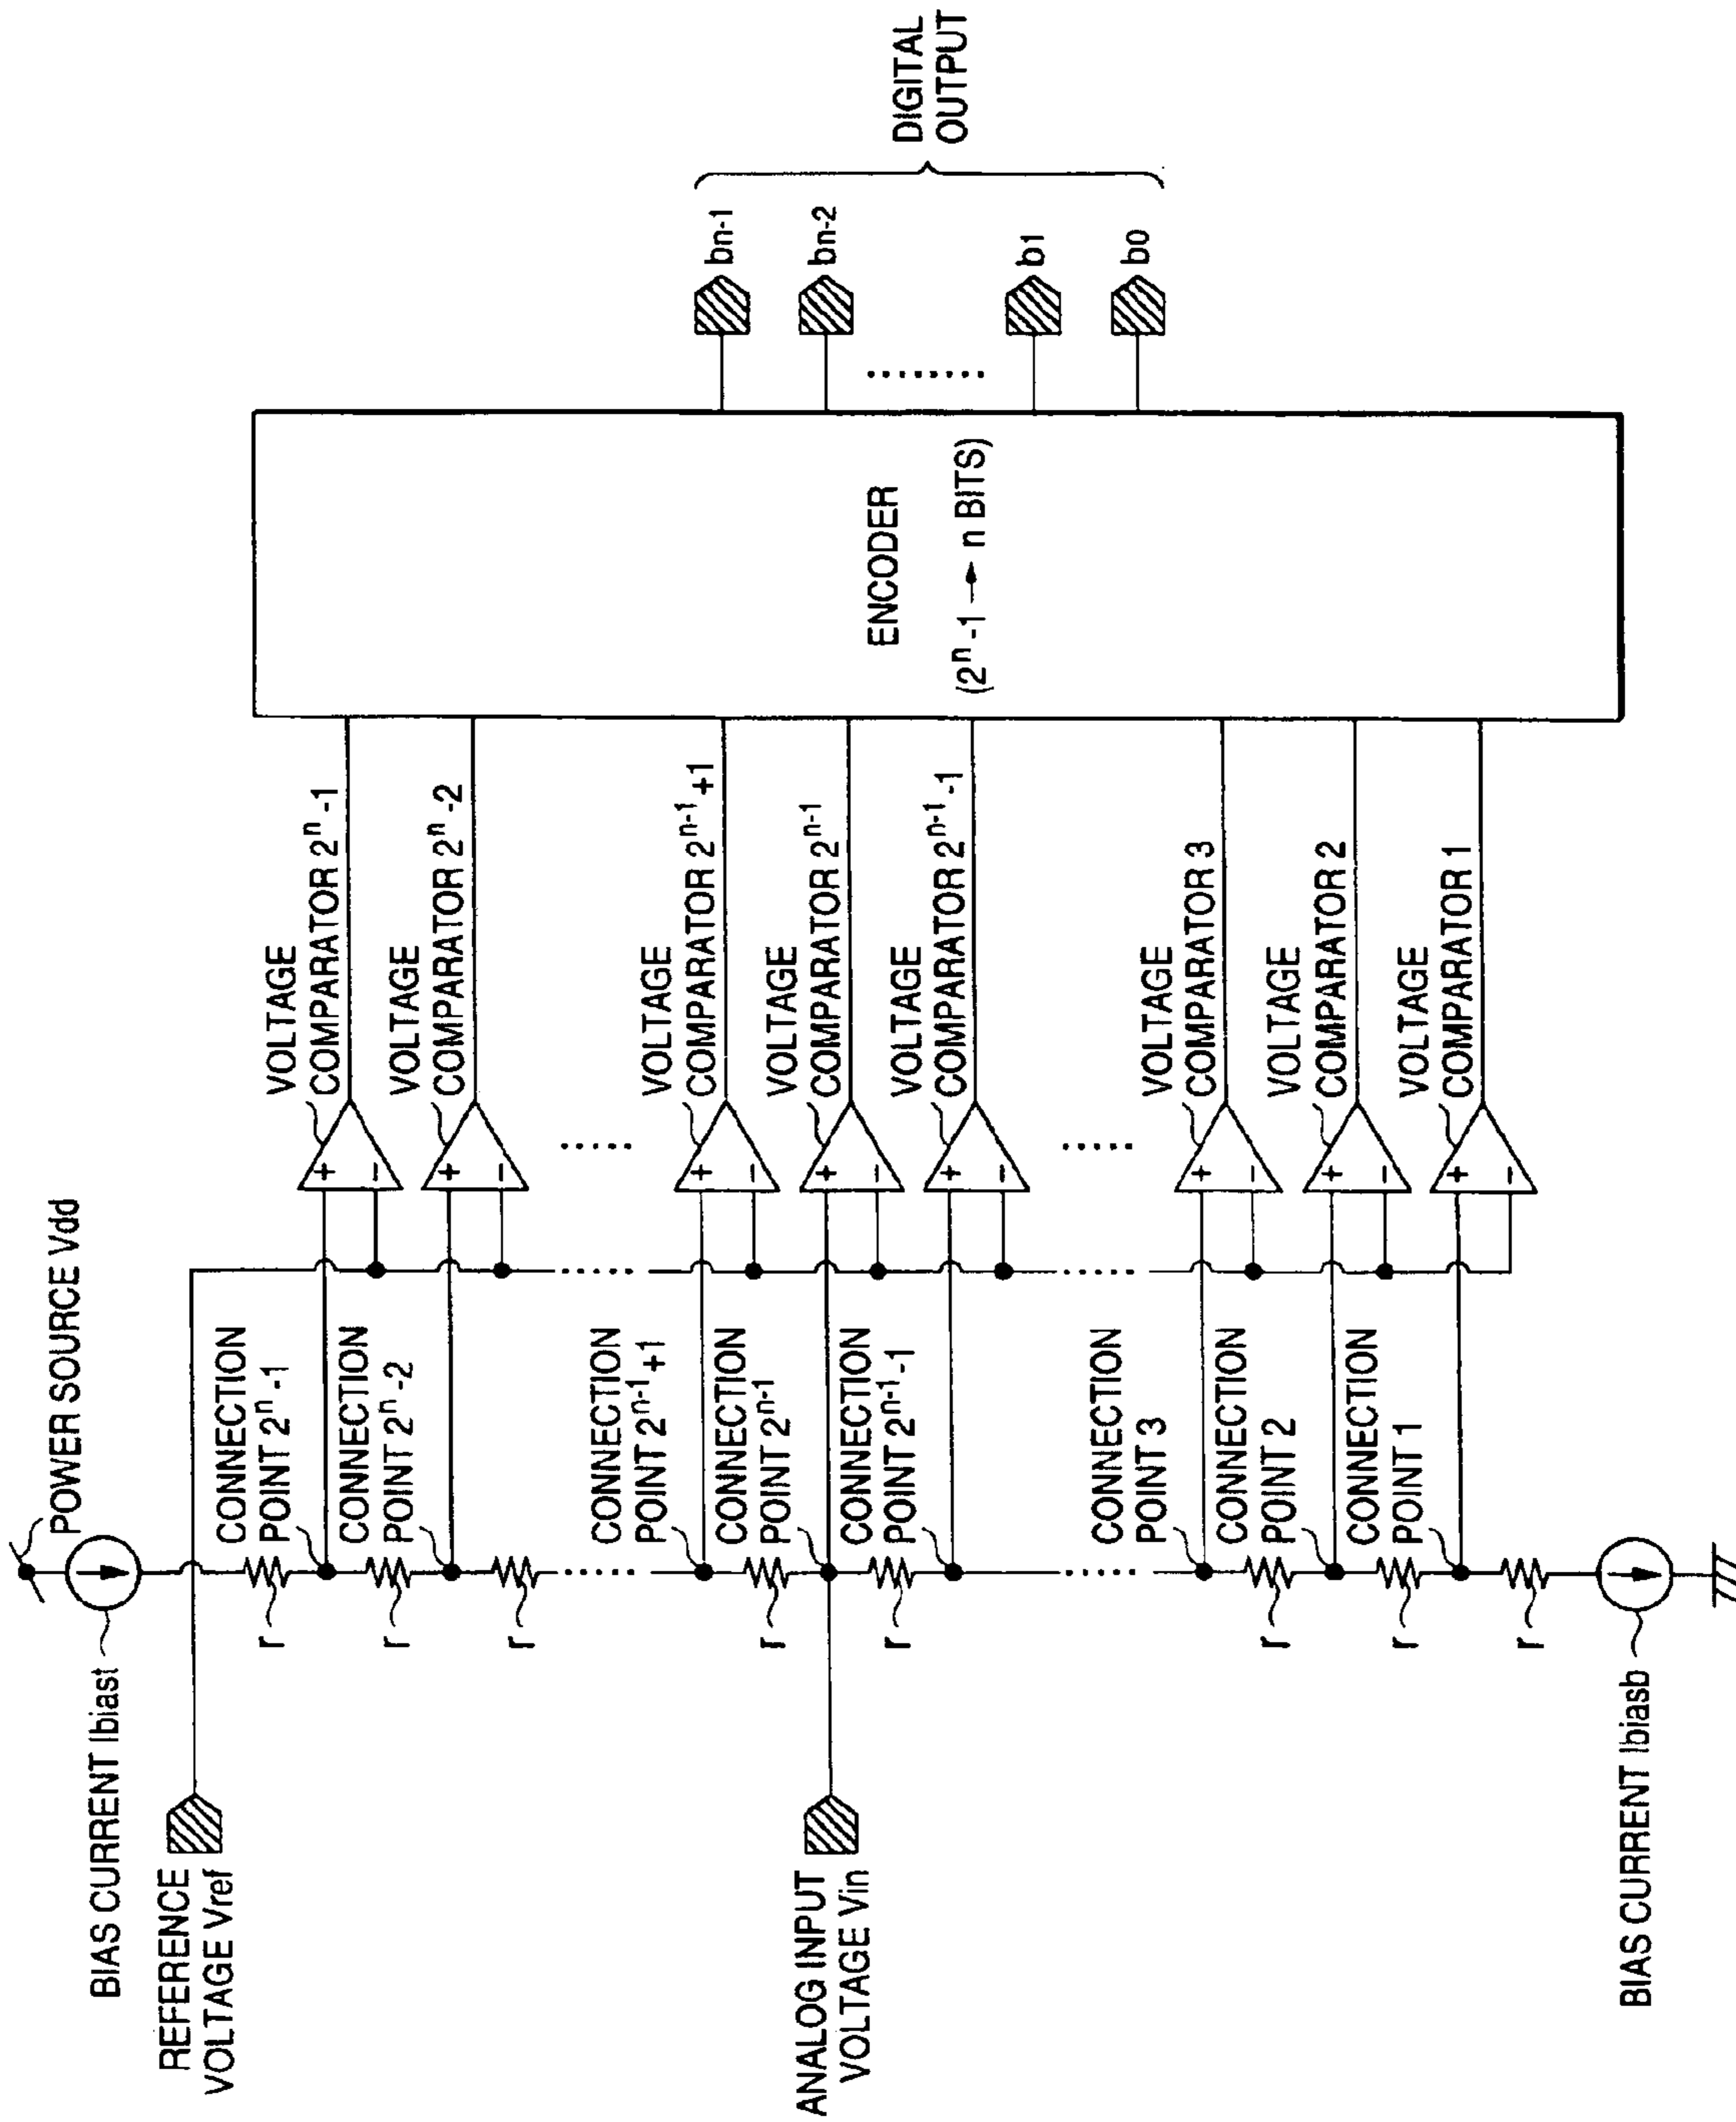 POWER SOURCE Vdd
BIAS CURRENT Ibiast
REFERENCE
VOLTAGE Vref
ANALOG INPUT
VOLTAGE Vin
BIAS CURRENT Ibiasb
r
r
r
r
r
r
r
r
CONNECTION
POINT 2ⁿ-1
CONNECTION
POINT 2ⁿ-2
CONNECTION
POINT 2ⁿ⁻¹+1
CONNECTION
POINT 2ⁿ⁻¹
CONNECTION
POINT 2ⁿ⁻¹-1
CONNECTION
POINT 3
CONNECTION
POINT 2
CONNECTION
POINT 1
+
-
+
-
+
-
+
-
+
-
+
-
+
-
+
-
VOLTAGE
COMPARATOR 2ⁿ-1
VOLTAGE
COMPARATOR 2ⁿ-2
VOLTAGE
COMPARATOR 2ⁿ⁻¹+1
VOLTAGE
COMPARATOR 2ⁿ⁻¹
VOLTAGE
COMPARATOR 2ⁿ⁻¹-1
VOLTAGE
COMPARATOR 3
VOLTAGE
COMPARATOR 2
VOLTAGE
COMPARATOR 1
ENCODER
(2ⁿ-1 → n BITS)
bn-1
bn-2
b1
b0
DIGITAL
OUTPUT